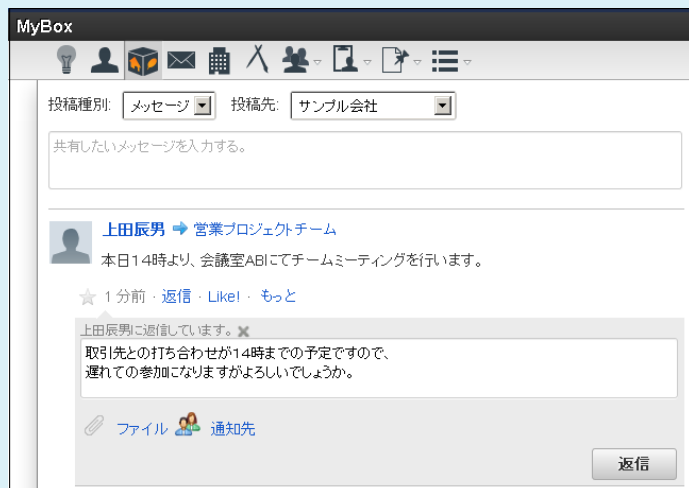 MyBox
投稿種別: メッセージ 投稿先: サンプル会社
共有したいメッセージを入力する。
上田辰男 営業プロジェクトチーム
本日14時より、会議室ABIにてチームミーティングを行います。
1 分前 · 返信 · Like! · もっと
上田辰男に返信しています。
取引先との打ち合わせが14時までの予定ですので、
遅れての参加になりますがよろしいでしょうか。
ファイル 通知先
返信